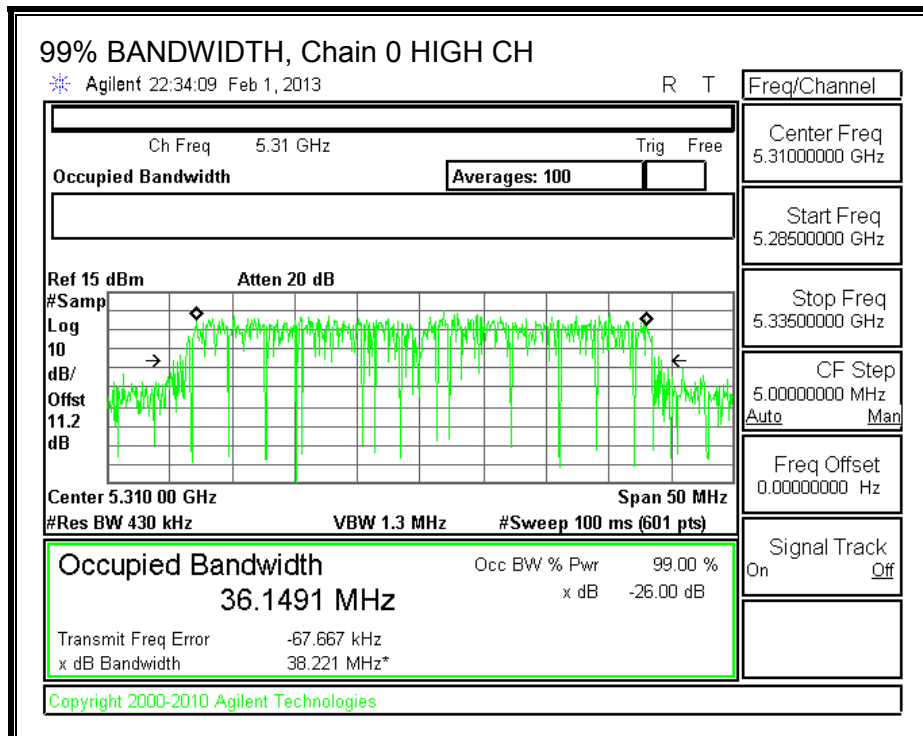 99% BANDWIDTH, Chain 0 HIGH CH
Agilent 22:34:09 Feb 1, 2013 R T
Freq/Channel
Ch Freq 5.31 GHz Trig Free
Occupied Bandwidth Averages: 100
Center Freq
5.31000000 GHz
Start Freq
5.28500000 GHz
Stop Freq
5.33500000 GHz
CF Step
5.00000000 MHz
Auto Man
Freq Offset
0.00000000 Hz
Signal Track
On Off
Ref 15 dBm Atten 20 dB
#Samp
Log
10
dB/
Offst
11.2
dB
Center 5.310 00 GHz Span 50 MHz
#Res BW 430 kHz VBW 1.3 MHz #Sweep 100 ms (601 pts)
Occupied Bandwidth Occ BW % Pwr 99.00 %
36.1491 MHz x dB -26.00 dB
Transmit Freq Error -67.667 kHz
x dB Bandwidth 38.221 MHz*
Copyright 2000-2010 Agilent Technologies